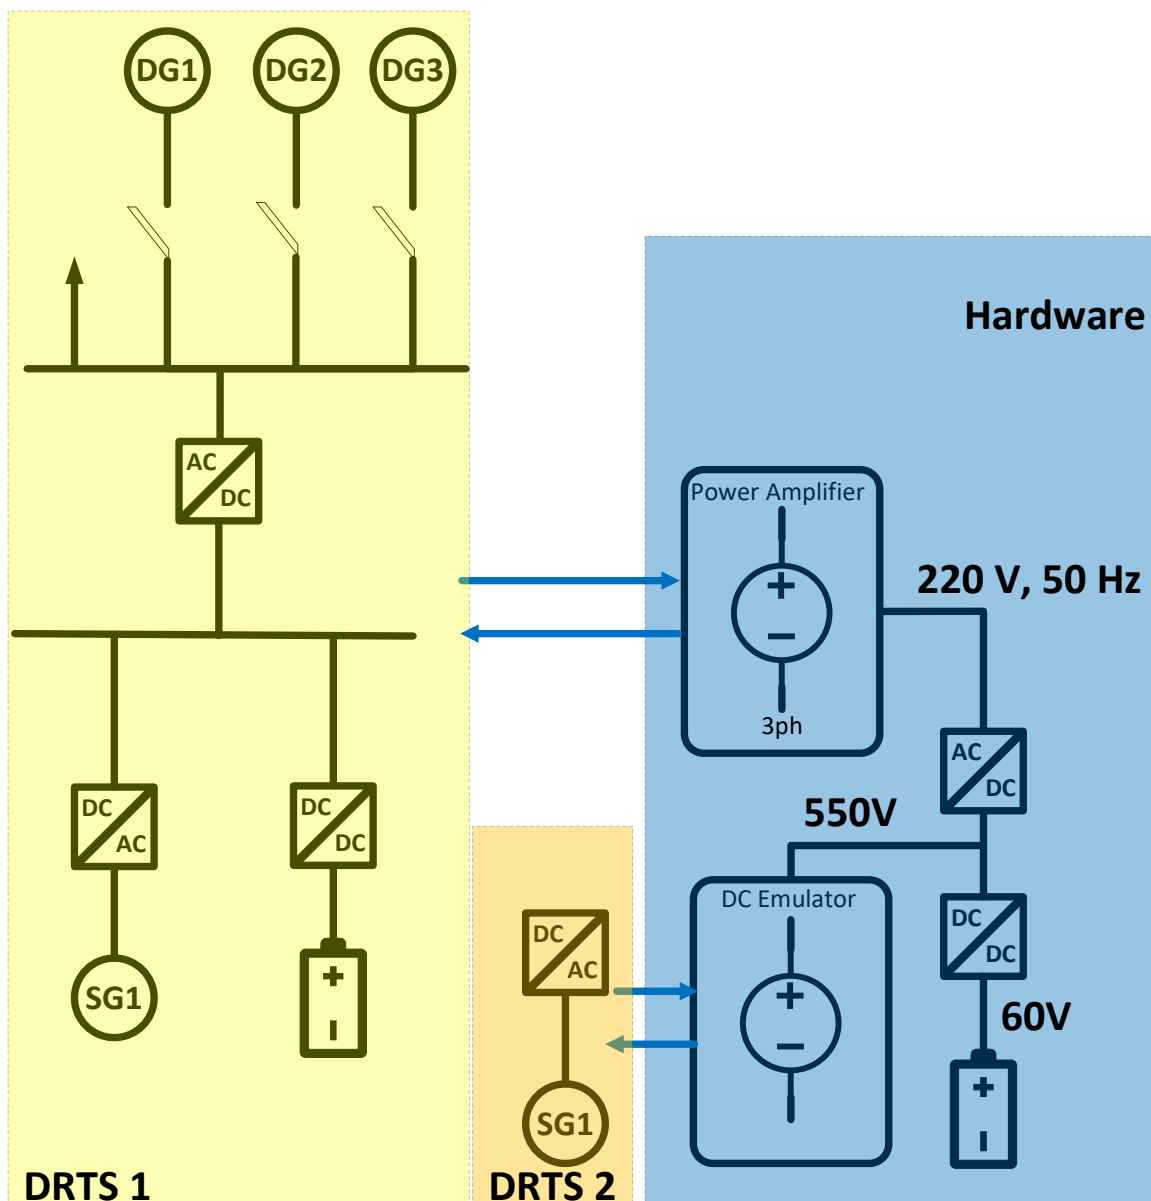 DG1
DG2
DG3
Hardware
AC
DC
Power Amplifier
+
−
3ph
220 V, 50 Hz
AC
DC
550V
DC
AC
DC
DC
SG1
+
-
DC
AC
SG1
DC Emulator
+
−
DC
DC
60V
+
-
DRTS 1
DRTS 2